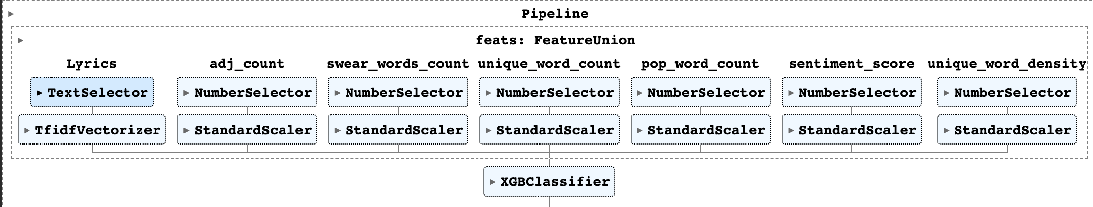 Pipeline
feats: FeatureUnion
Lyrics adj_count swear_words_count unique_word_count pop_word_count sentiment_score unique_word_density
TextSelector NumberSelector NumberSelector NumberSelector NumberSelector NumberSelector NumberSelector
TfidfVectorizer StandardScaler StandardScaler StandardScaler StandardScaler StandardScaler StandardScaler
XGBClassifier